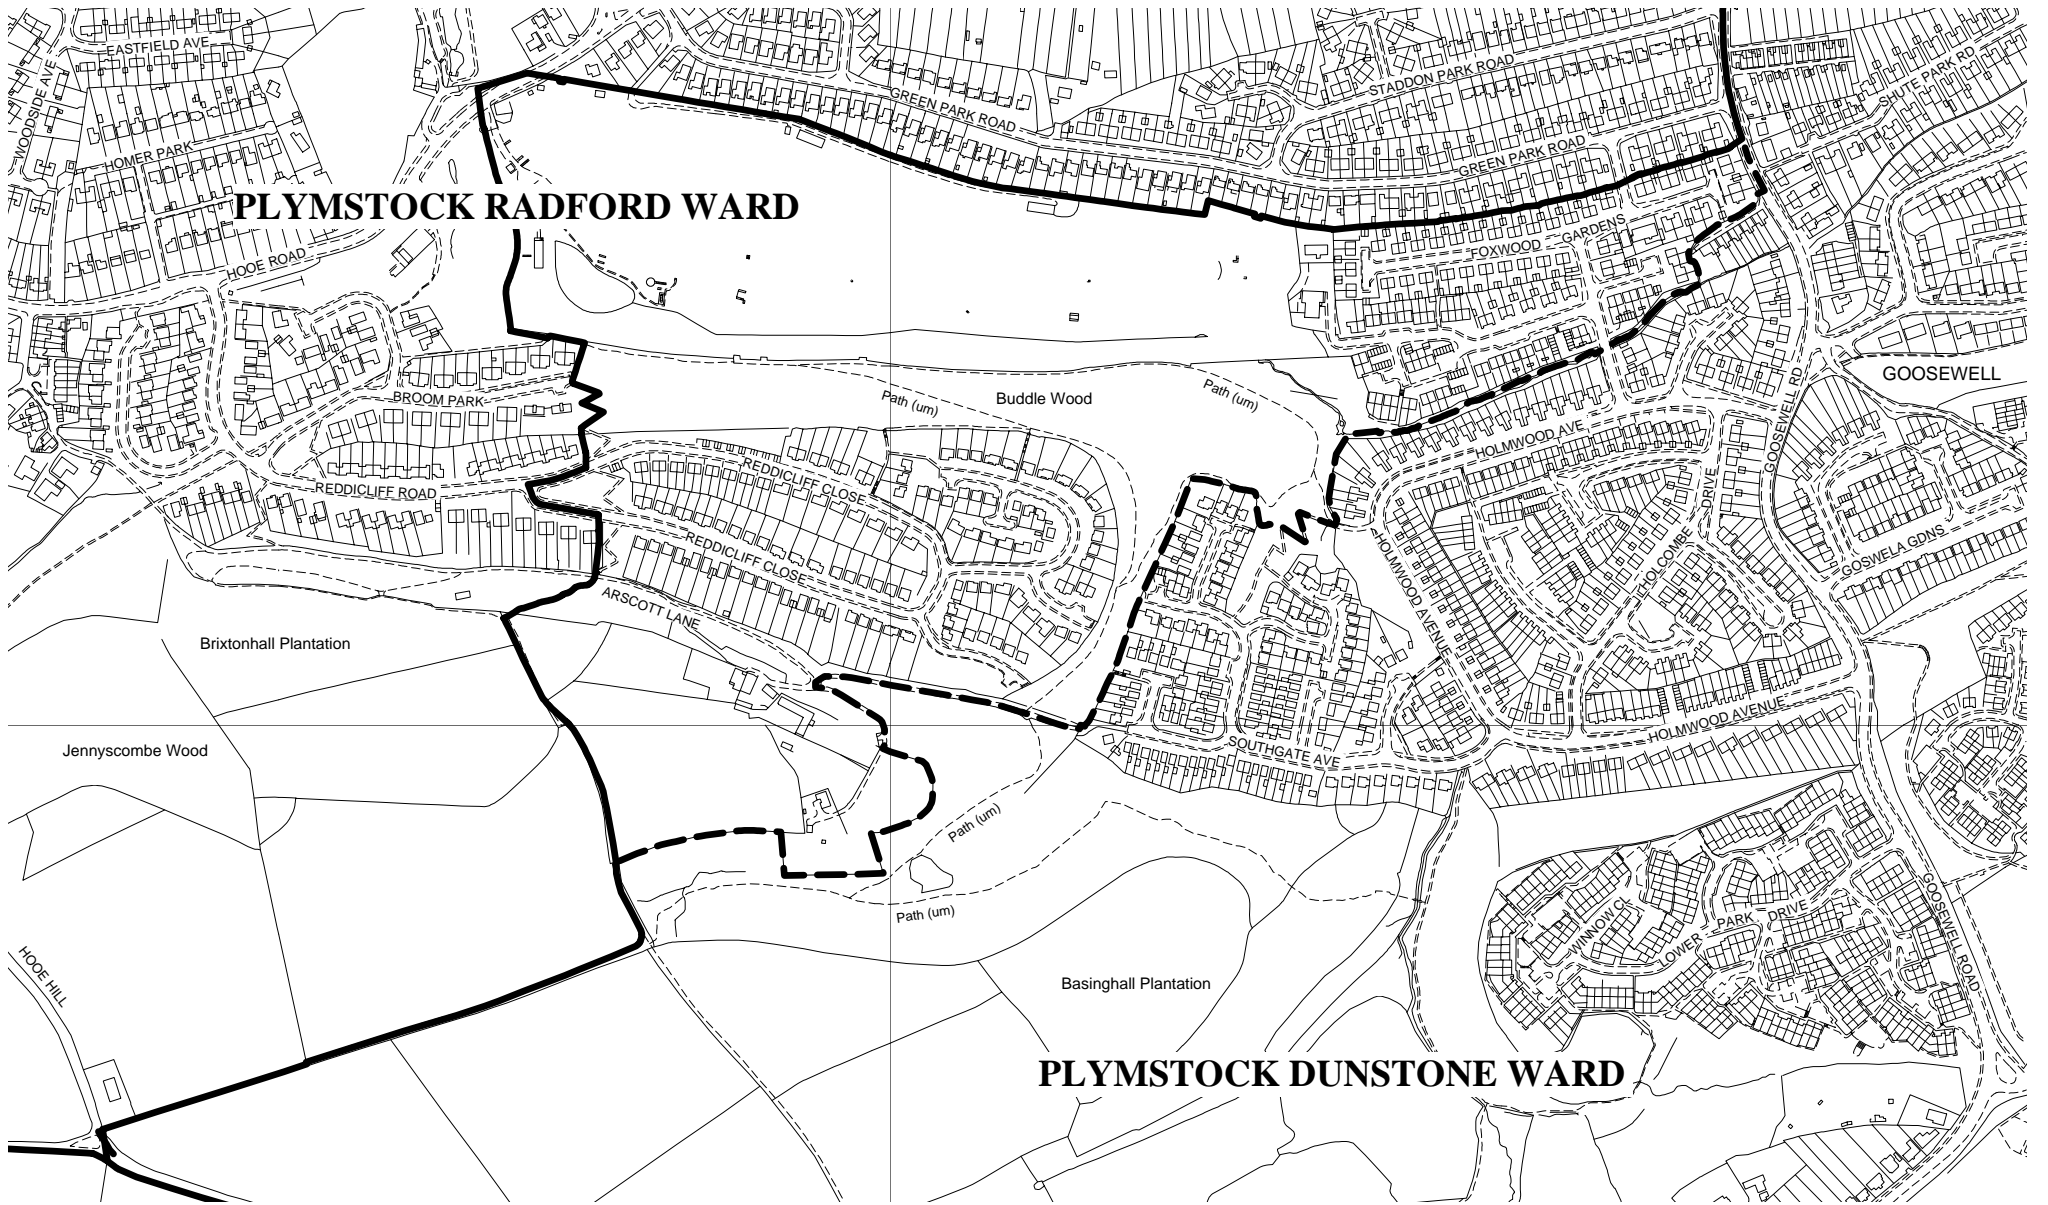 EASTFIELD AVE
WOODSIDE AVE
HOMER PARK
GREEN PARK ROAD
STADDON PARK ROAD
SHUTE PARK RD
GREEN PARK ROAD
PLYMSTOCK RADFORD WARD
HOOE ROAD
FOXWOOD GARDENS
GOOSEWELL
GOOSEWELL RD
BROOM PARK
Path (um)
Buddle Wood
Path (um)
HOLMWOOD AVE
REDDICLIFF ROAD
REDDICLIFF CLOSE
DRIVE
HOLCOMBE
REDDICLIFF CLOSE
HOLMWOOD AVENUE
GOSWELA GDNS
ARSCOTT LANE
Brixtonhall Plantation
Jennyscombe Wood
SOUTHGATE AVE
HOLMWOOD AVENUE
Path (um)
Path (um)
WINNOW CL
LOWER PARK DRIVE
GOOSEWELL ROAD
HOOE HILL
Basinghall Plantation
PLYMSTOCK DUNSTONE WARD